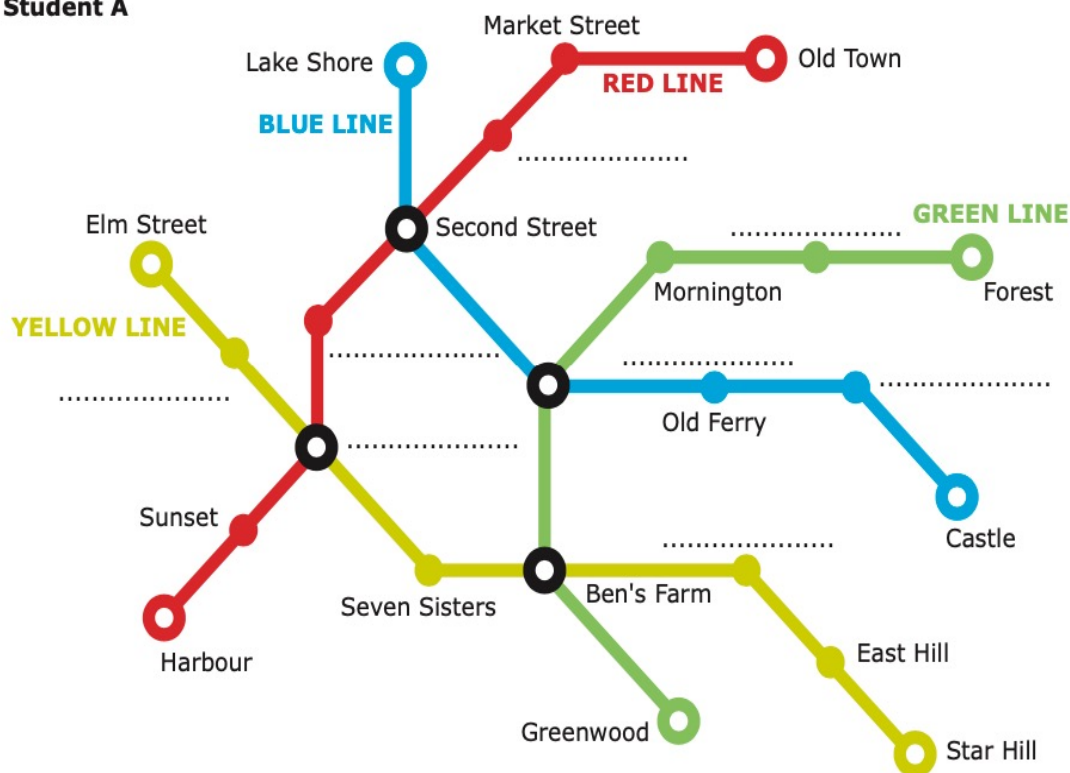 Student A
Market Street
Lake Shore
Old Town
RED LINE
BLUE LINE
....................
Elm Street
Second Street
GREEN LINE
....................
Mornington
Forest
YELLOW LINE
....................
....................
....................
....................
Old Ferry
....................
Sunset
Castle
....................
Seven Sisters
Ben's Farm
Harbour
East Hill
Greenwood
Star Hill